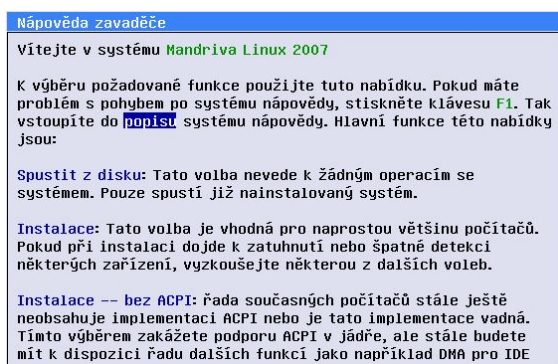 Nápověda zavaděče
Vítejte v systému Mandriva Linux 2007
K výběru požadované funkce použijte tuto nabídku. Pokud máte
problém s pohybem po systému nápovědy, stiskněte klávesu F1. Tak
vstoupíte do popisu systému nápovědy. Hlavní funkce této nabídky
jsou:
Spustit z disku: Tato volba nevede k žádným operacím se
systémem. Pouze spustí již nainstalovaný systém.
Instalace: Tato volba je vhodná pro naprostou většinu počítačů.
Pokud při instalaci dojde k zatuhnutí nebo špatné detekci
některých zařízení, vyzkoušejte některou z dalších voleb.
Instalace -- bez ACPI: řada současných počítačů stále ještě
neobsahuje implementaci ACPI nebo je tato implementace vadná.
Tímto výběrem zakážete podporu ACPI v jádře, ale stále budete
mít k dispozici řadu dalších funkcí jako například DMA pro IDE